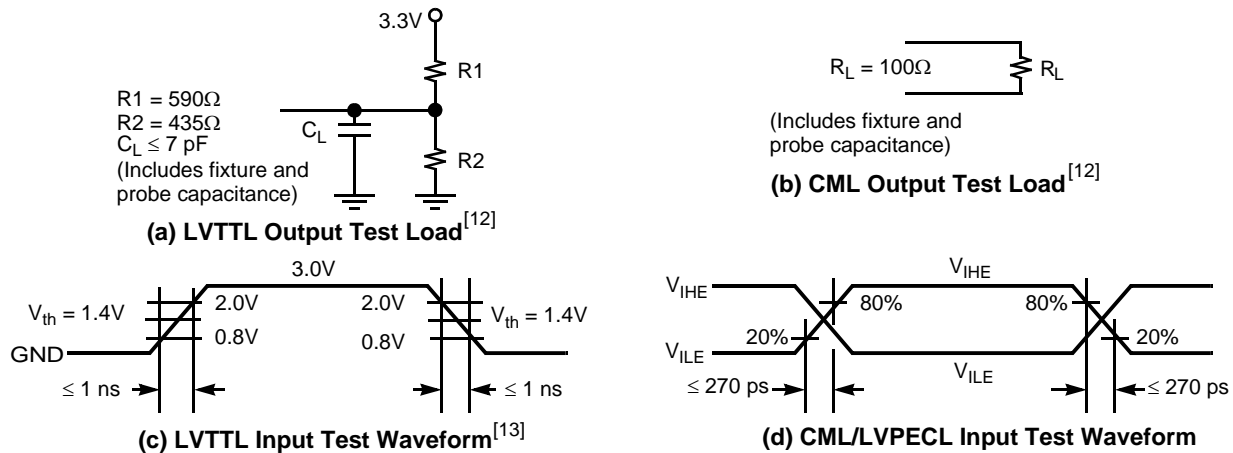 3.3V
R1
R1 = 590Ω
R2 = 435Ω
C_L ≤ 7 pF
(Includes fixture and
probe capacitance)
C_L
R2
(a) LVTTL Output Test Load[12]
R_L = 100Ω
R_L
(Includes fixture and
probe capacitance)
(b) CML Output Test Load[12]
3.0V
V_th = 1.4V
2.0V
0.8V
2.0V
0.8V
V_th = 1.4V
GND
≤ 1 ns
≤ 1 ns
(c) LVTTL Input Test Waveform[13]
V_IHE
V_IHE
80%
80%
20%
20%
V_ILE
V_ILE
≤ 270 ps
≤ 270 ps
(d) CML/LVPECL Input Test Waveform